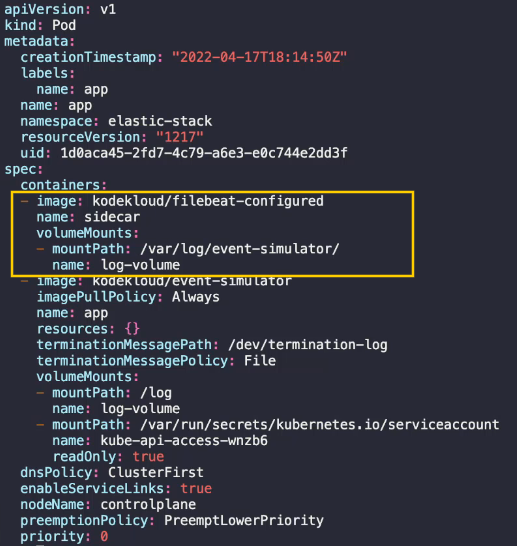 apiVersion: v1
kind: Pod
metadata:
  creationTimestamp: "2022-04-17T18:14:50Z"
  labels:
    name: app
  name: app
  namespace: elastic-stack
  resourceVersion: "1217"
  uid: 1d0aca45-2fd7-4c79-a6e3-e0c744e2dd3f
spec:
  containers:
  - image: kodekloud/filebeat-configured
    name: sidecar
    volumeMounts:
    - mountPath: /var/log/event-simulator/
      name: log-volume
  - image: kodekloud/event-simulator
    imagePullPolicy: Always
    name: app
    resources: {}
    terminationMessagePath: /dev/termination-log
    terminationMessagePolicy: File
    volumeMounts:
    - mountPath: /log
      name: log-volume
    - mountPath: /var/run/secrets/kubernetes.io/serviceaccount
      name: kube-api-access-wnzb6
      readOnly: true
  dnsPolicy: ClusterFirst
  enableServiceLinks: true
  nodeName: controlplane
  preemptionPolicy: PreemptLowerPriority
  priority: 0